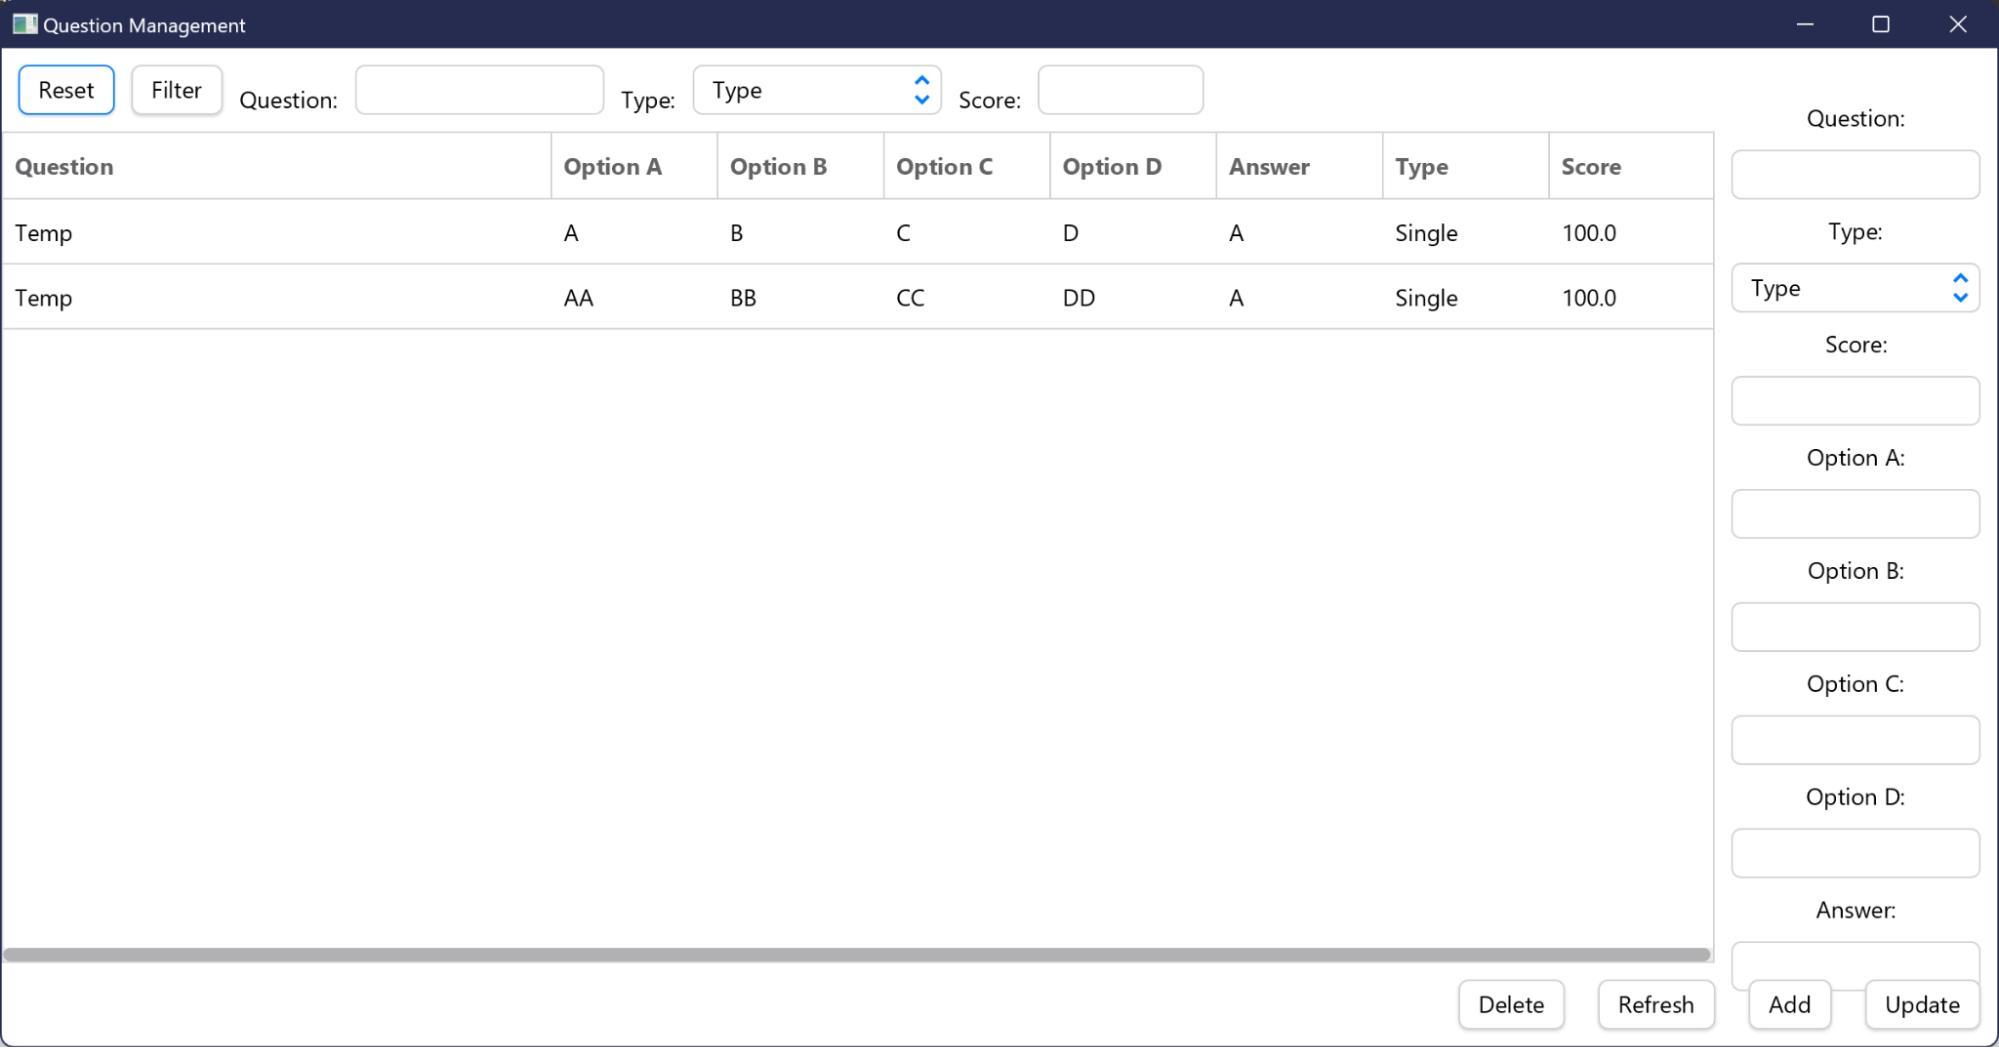 Question Management
Reset Filter Question: Type: Type Score:
Question Option A Option B Option C Option D Answer Type Score
Temp A B C D A Single 100.0
Temp AA BB CC DD A Single 100.0
Question:
Type:
Type
Score:
Option A:
Option B:
Option C:
Option D:
Answer:
Delete Refresh Add Update